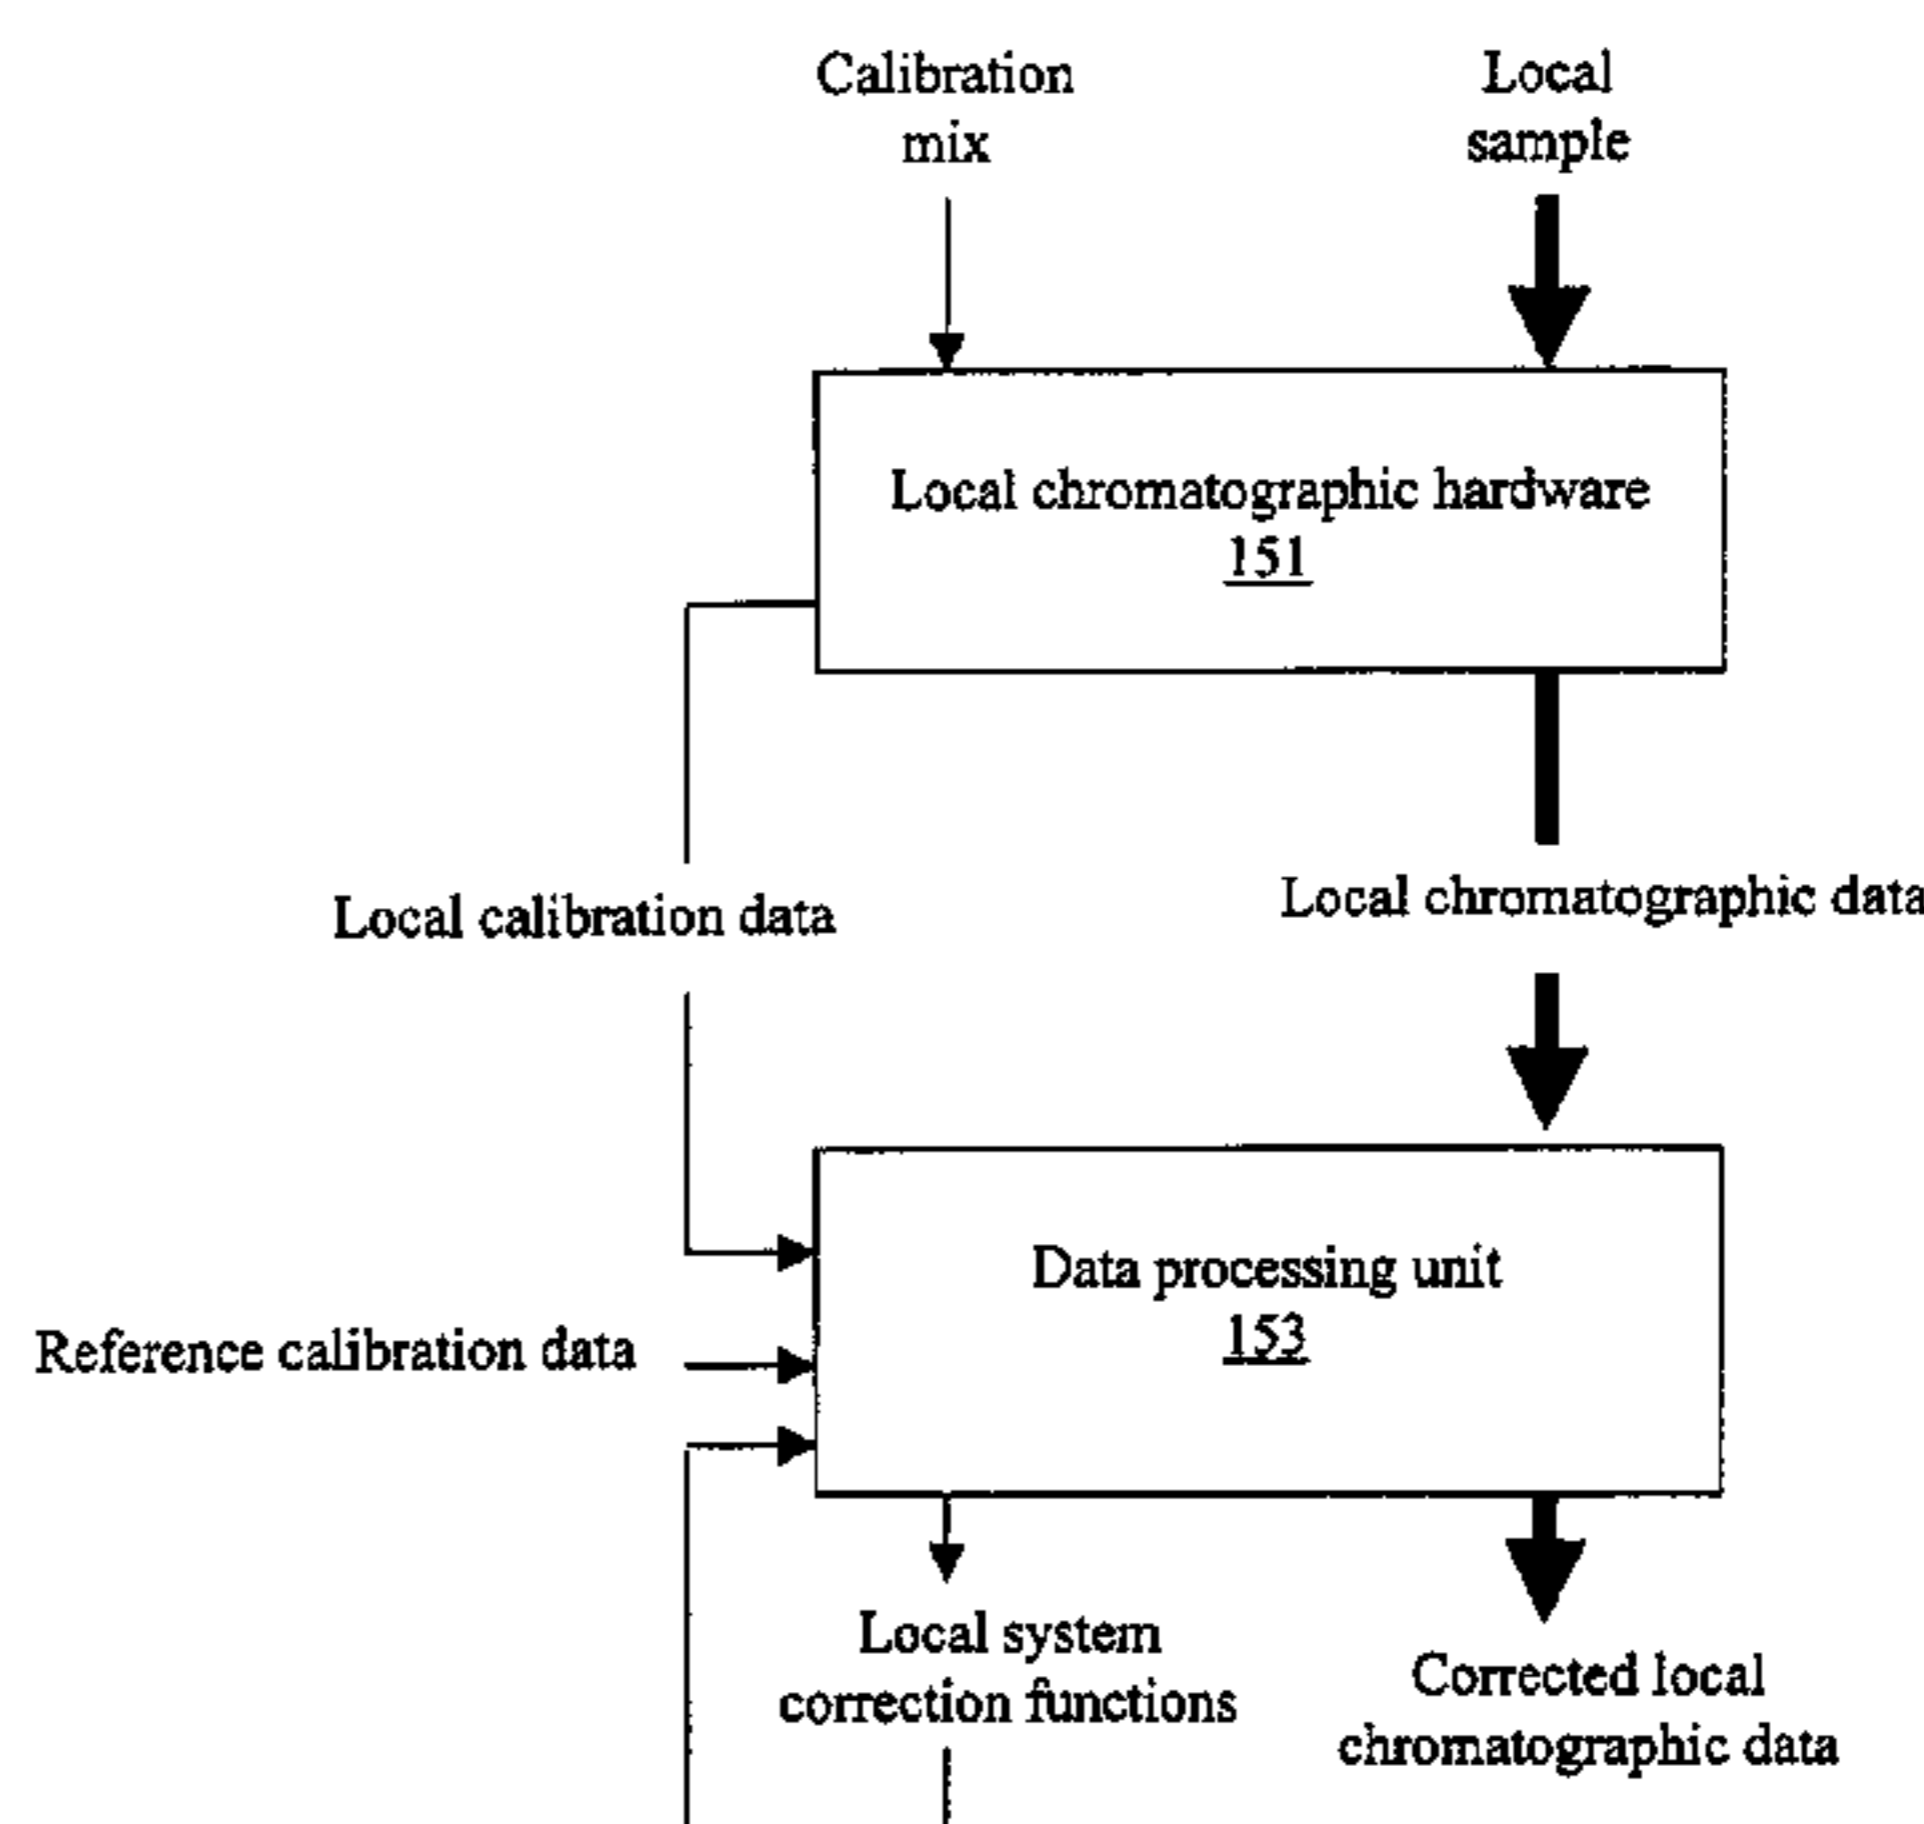 Calibration
mix
Local
sample
Local chromatographic hardware
151
Local calibration data
Local chromatographic data
Data processing unit
153
Reference calibration data
Local system
correction functions
Corrected local
chromatographic data